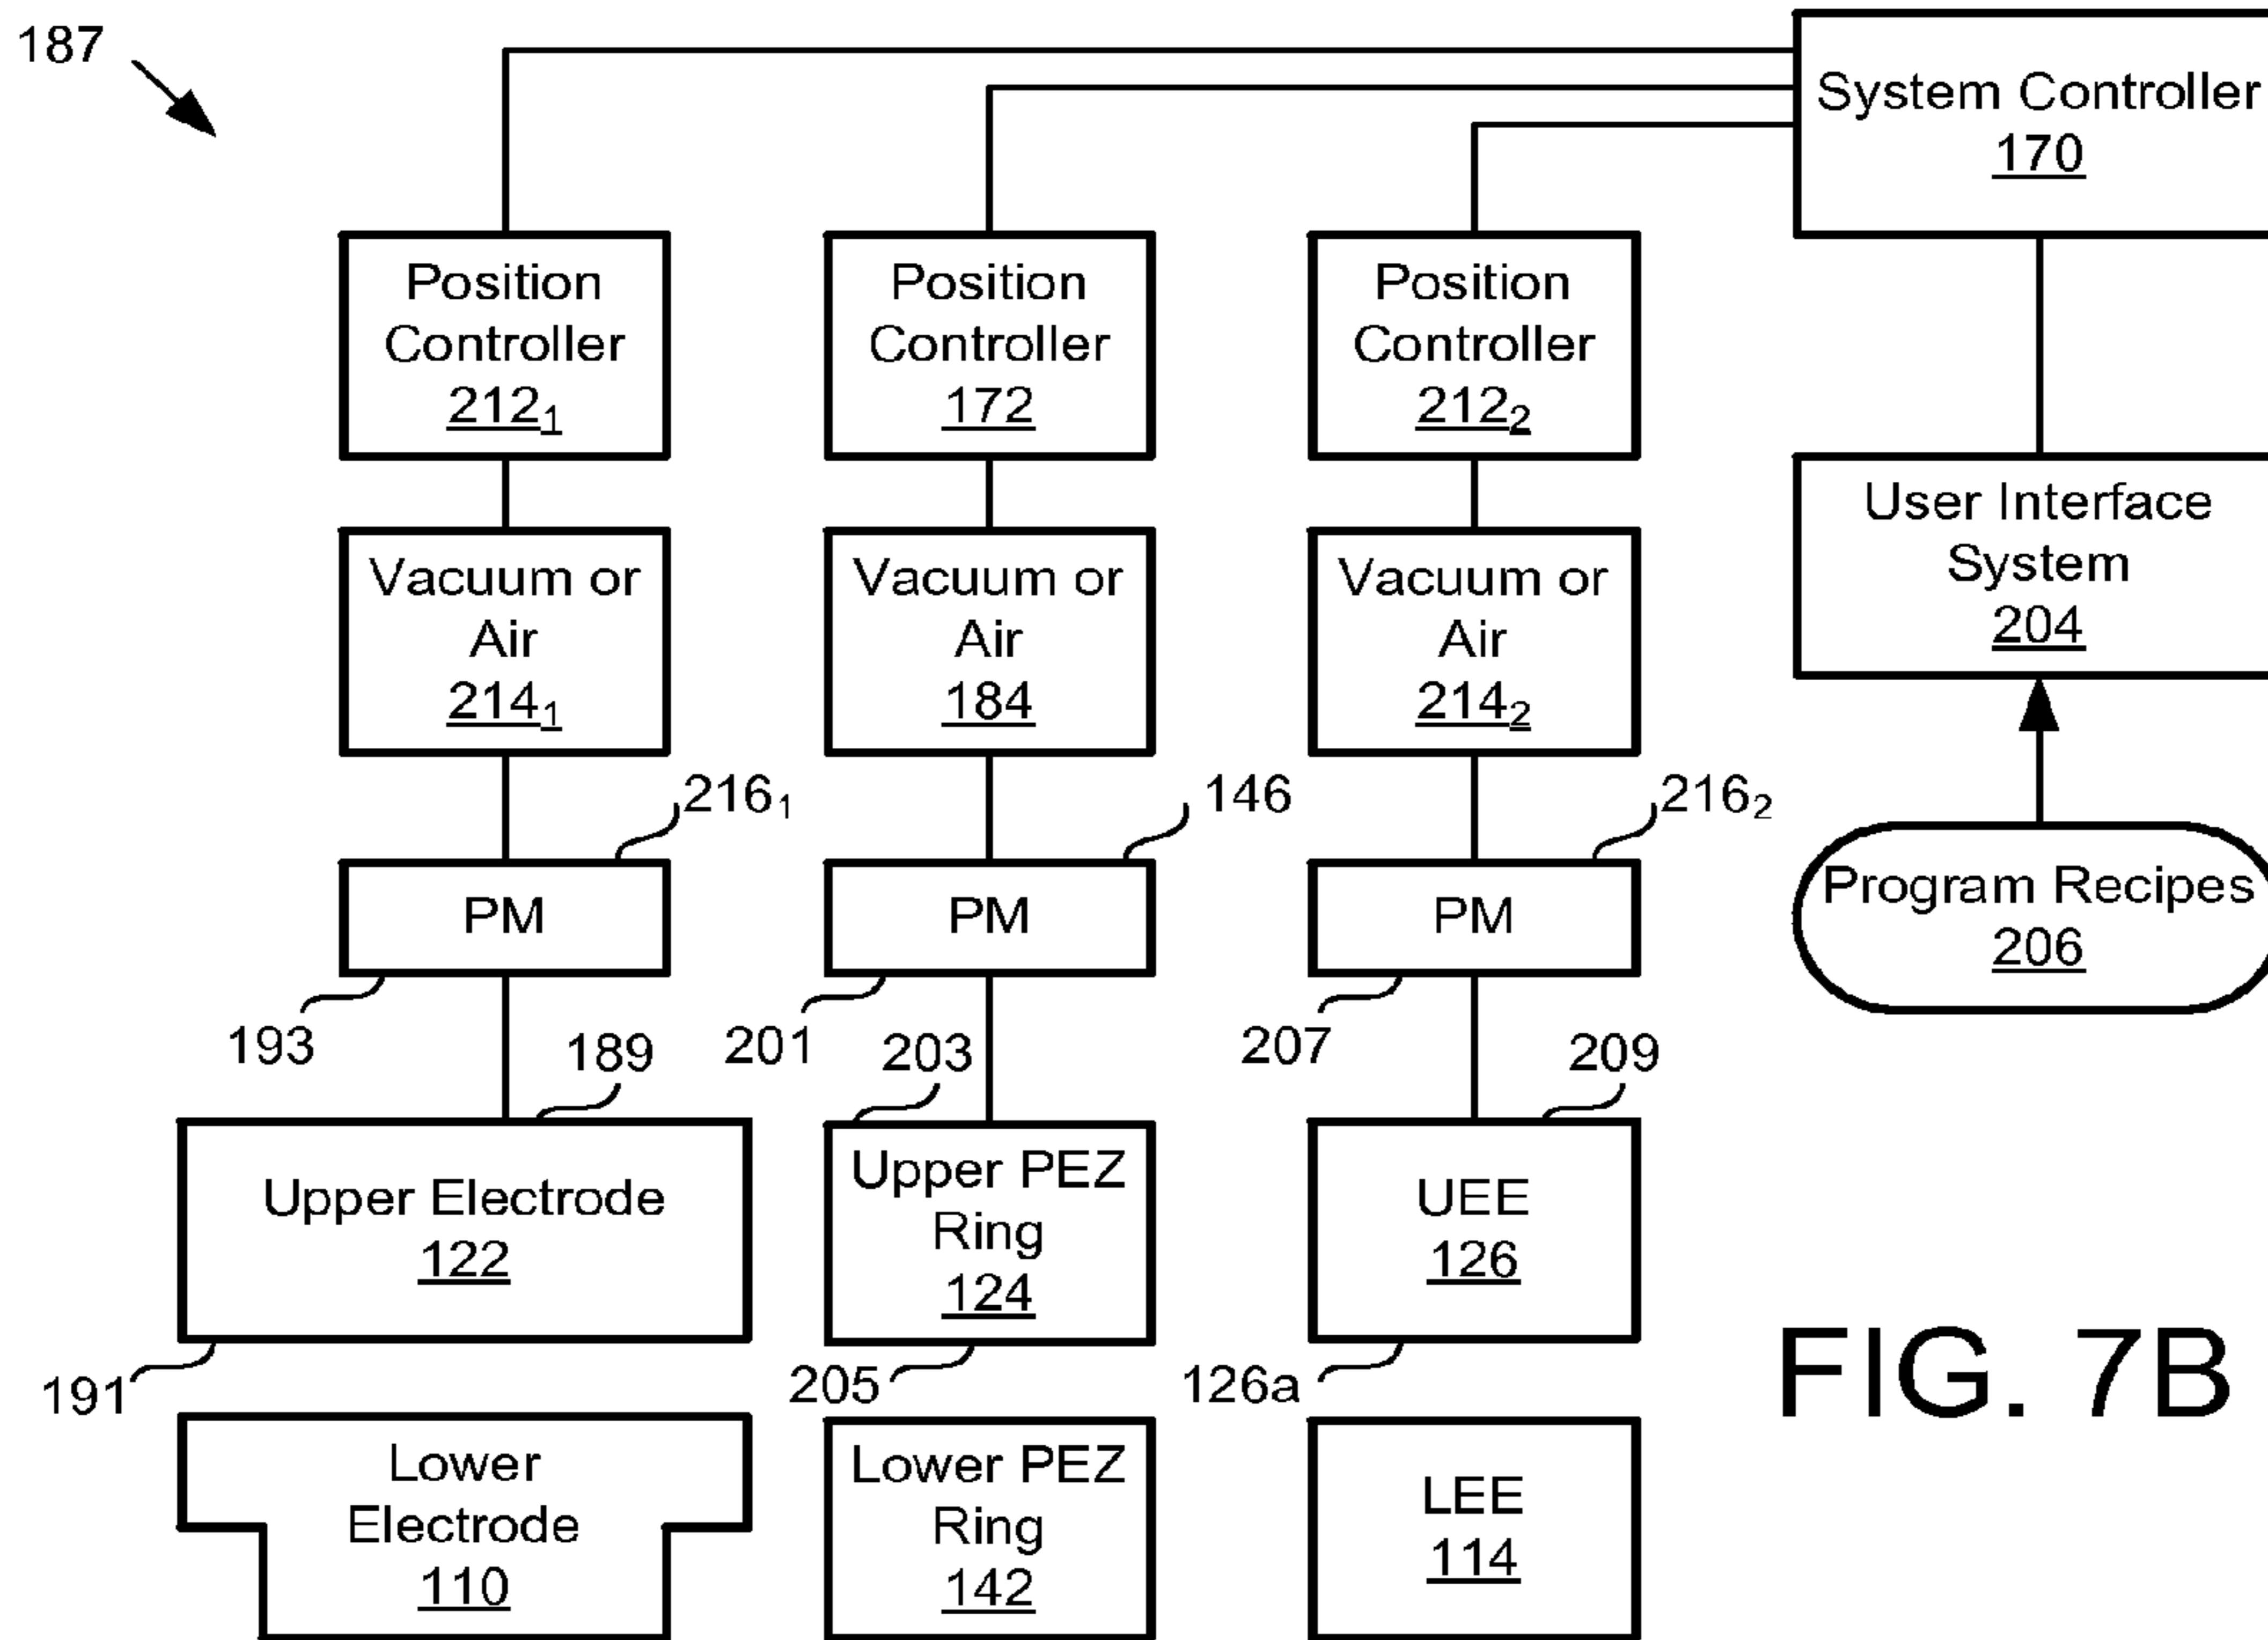 187
System Controller
170
Position
Controller
212₁
Position
Controller
172
Position
Controller
212₂
User Interface
System
204
Vacuum or
Air
214₁
Vacuum or
Air
184
Vacuum or
Air
214₂
216₁
146
216₂
PM
PM
PM
Program Recipes
206
193
189
201
203
207
209
Upper Electrode
122
Upper PEZ
Ring
124
UEE
126
191
205
126a
FIG. 7B
Lower
Electrode
110
Lower PEZ
Ring
142
LEE
114